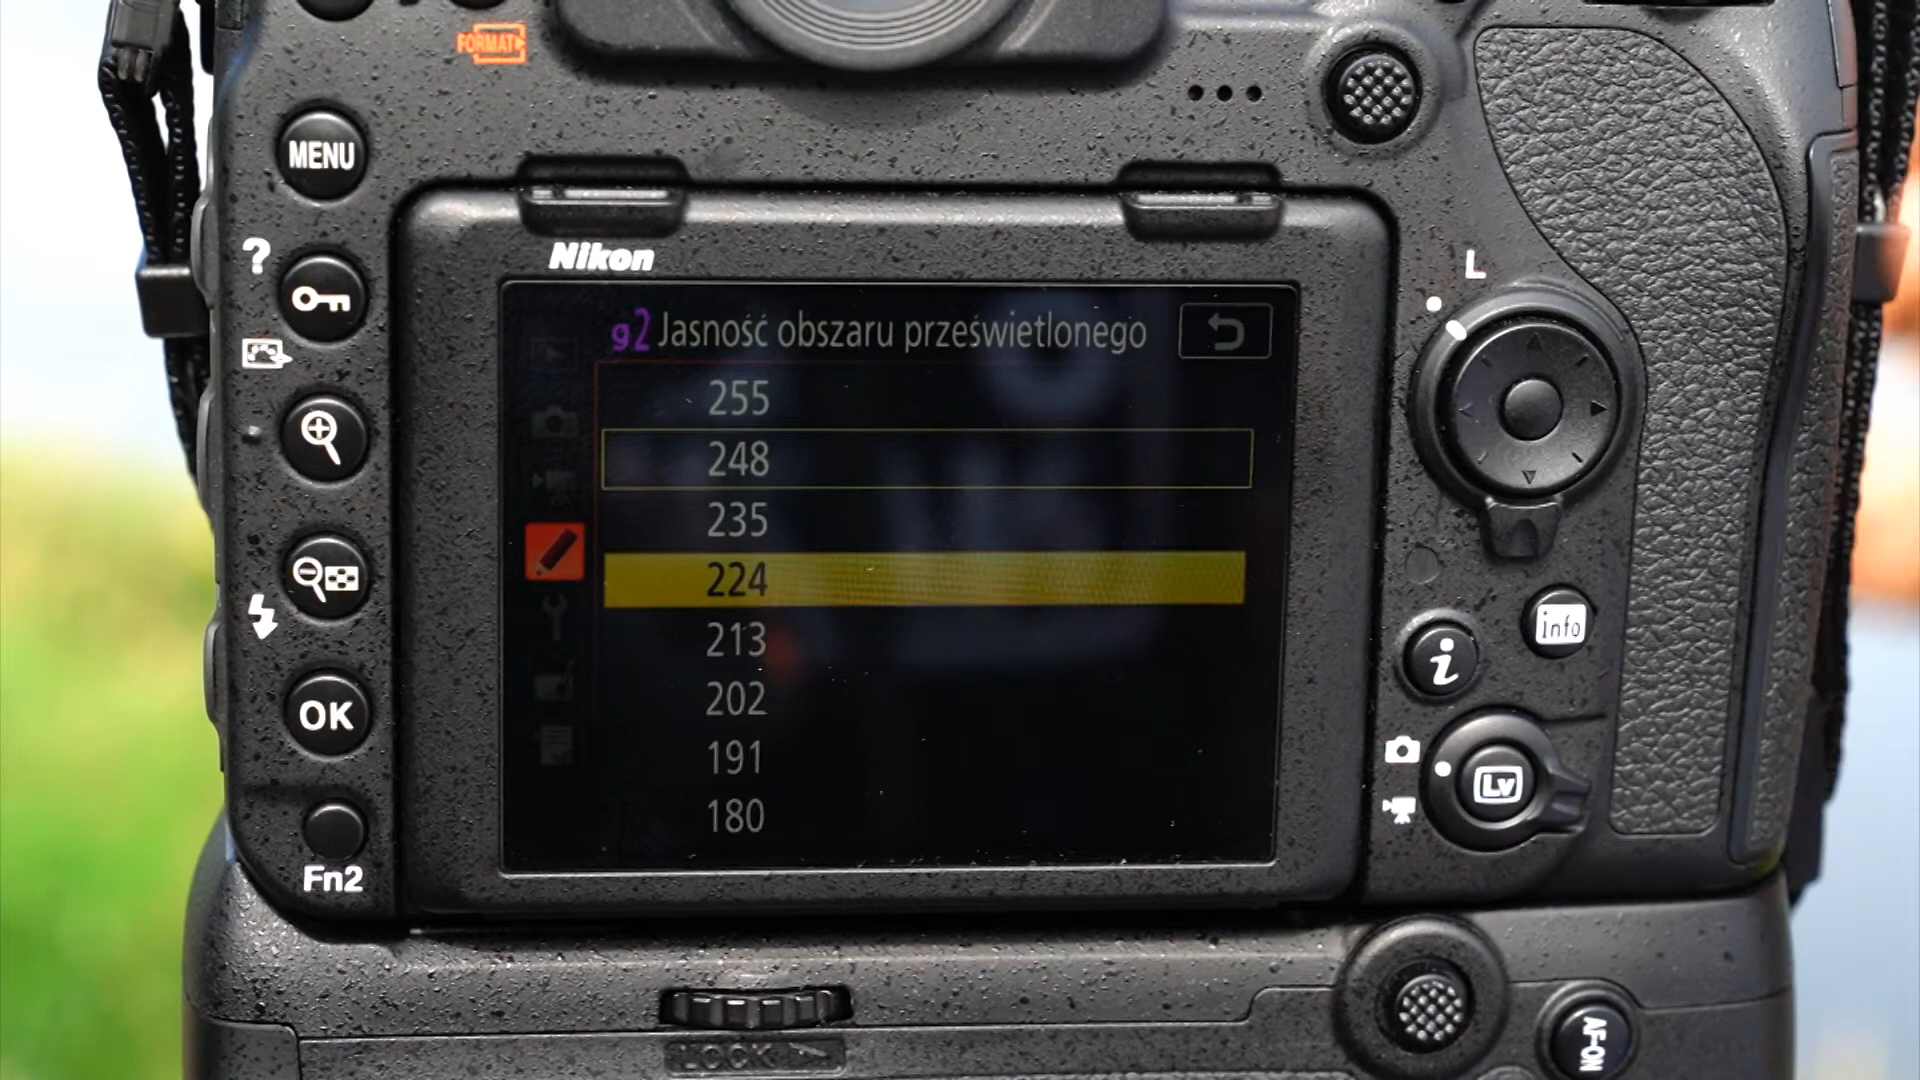 FORMAT
MENU
?
Nikon
L
g2 Jasność obszaru prześwietlonego
255
248
235
224
213
202
191
180
info
i
OK
Lv
Fn2
LOCK
AF-ON